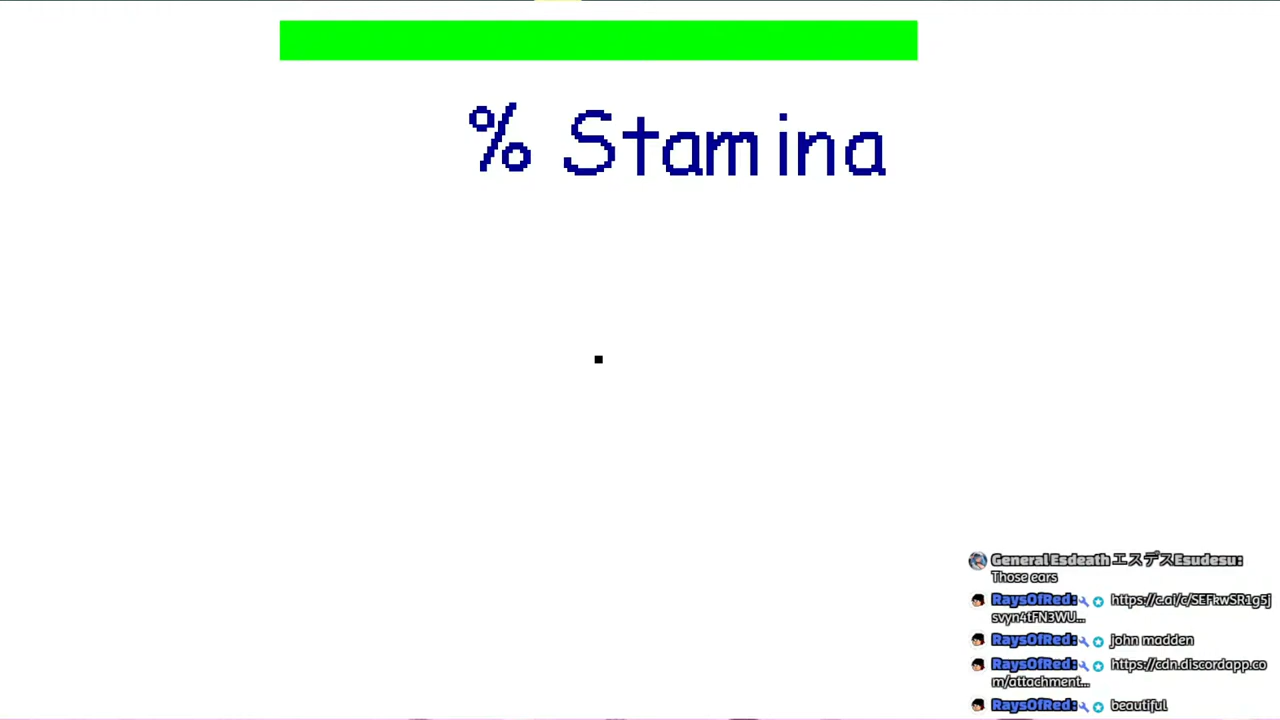 % Stamina
General Esdeath エスデスEsudesu:
Those ears
RaysOfRed: https://c.ai/c/SEFkwSR1g5j
svyn4tFN3WU...
RaysOfRed: john madden
RaysOfRed: https://cdn.discordapp.co
m/attachment...
RaysOfRed: beautiful